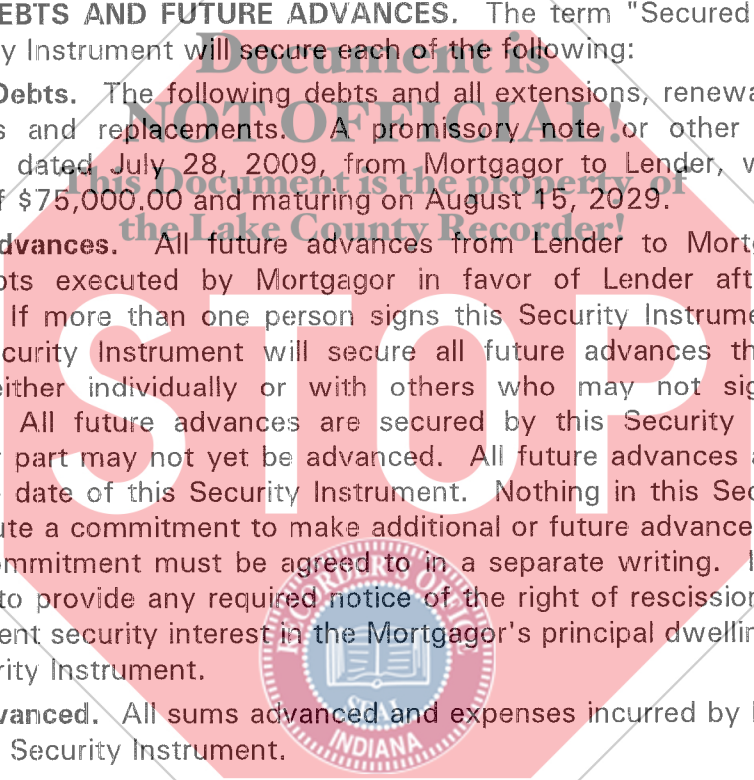 EBTS AND FUTURE ADVANCES. The term "Secured
y Instrument will secure each of the following:
Document is
Debts. The following debts and all extensions, renewa
NOT OFFICIAL!
s and replacements. A promissory note or other
dated July 28, 2009, from Mortgagor to Lender, w
This Document is the property of
f $75,000.00 and maturing on August 15, 2029.
the Lake County Recorder!
dvances. All future advances from Lender to Mort
bts executed by Mortgagor in favor of Lender aft
If more than one person signs this Security Instrume
ecurity Instrument will secure all future advances th
either individually or with others who may not sig
STOP
All future advances are secured by this Security
r part may not yet be advanced. All future advances a
date of this Security Instrument. Nothing in this Sec
ute a commitment to make additional or future advance
ommitment must be agreed to in a separate writing.
to provide any required notice of the right of rescission
ent security interest in the Mortgagor's principal dwellin
rity Instrument.
RECORDER'S OFFICE
SEAL
INDIANA
vanced. All sums advanced and expenses incurred by
Security Instrument.